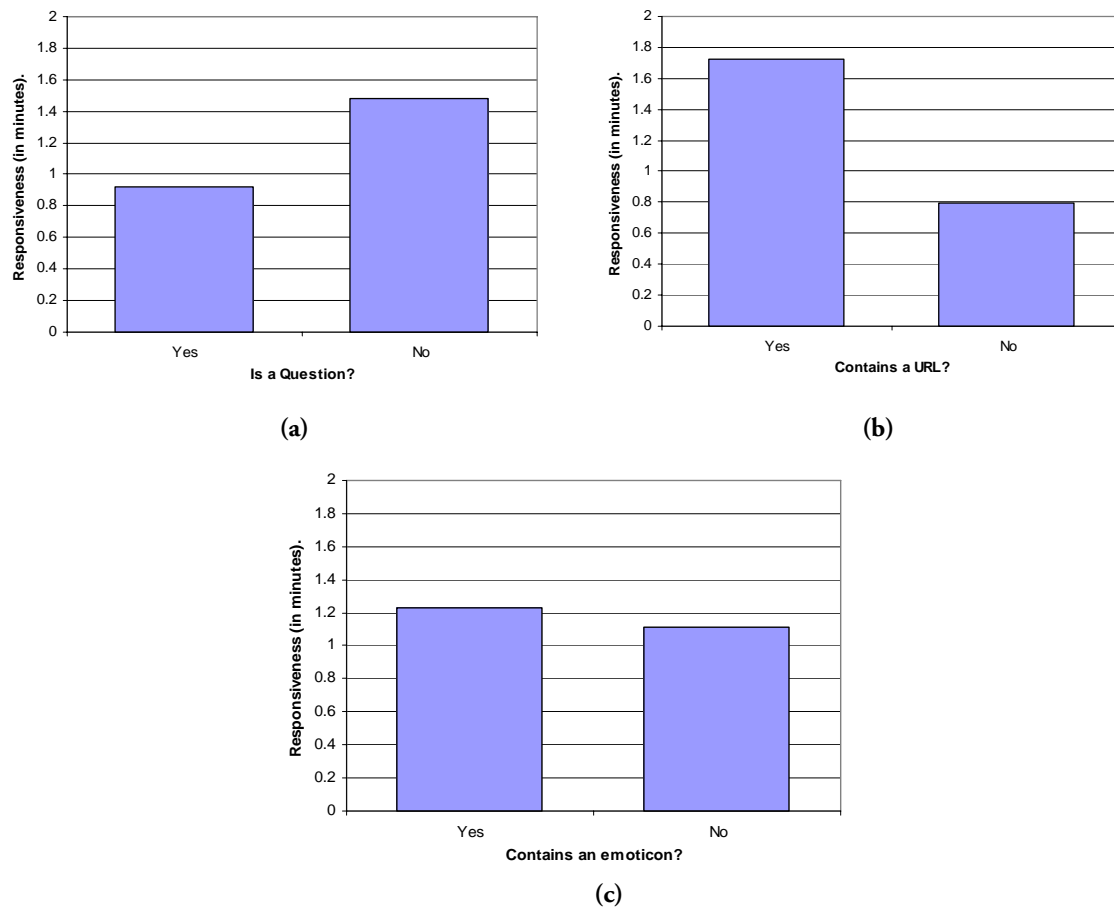 2
1.8
1.6
1.4
1.2
1
0.8
0.6
0.4
0.2
0
Responsiveness (in minutes).
Yes No
Is a Question?
(a)
2
1.8
1.6
1.4
1.2
1
0.8
0.6
0.4
0.2
0
Responsiveness (in minutes).
Yes No
Contains a URL?
(b)
2
1.8
1.6
1.4
1.2
1
0.8
0.6
0.4
0.2
0
Responsiveness (in minutes).
Yes No
Contains an emoticon?
(c)